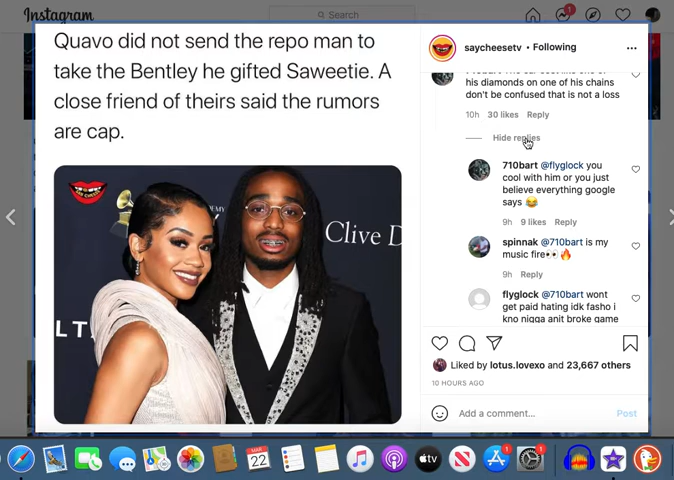 Instagram
Search
1
Quavo did not send the repo man to
take the Bentley he gifted Saweetie. A
close friend of theirs said the rumors
are cap.
Clive D
saycheesetv • Following
his diamonds on one of his chains
don't be confused that is not a loss
10h 30 likes Reply
Hide replies
710bart @flyglock you
cool with him or you just
believe everything google
says 😂
9h 9 likes Reply
spinnak @710bart is my
music fire👀🔥
9h Reply
flyglock @710bart wont
get paid hating idk fasho i
kno nigga anit broke game
Liked by lotus.lovexo and 23,667 others
10 HOURS AGO
Add a comment...
Post
MAR
22
tv
1
1